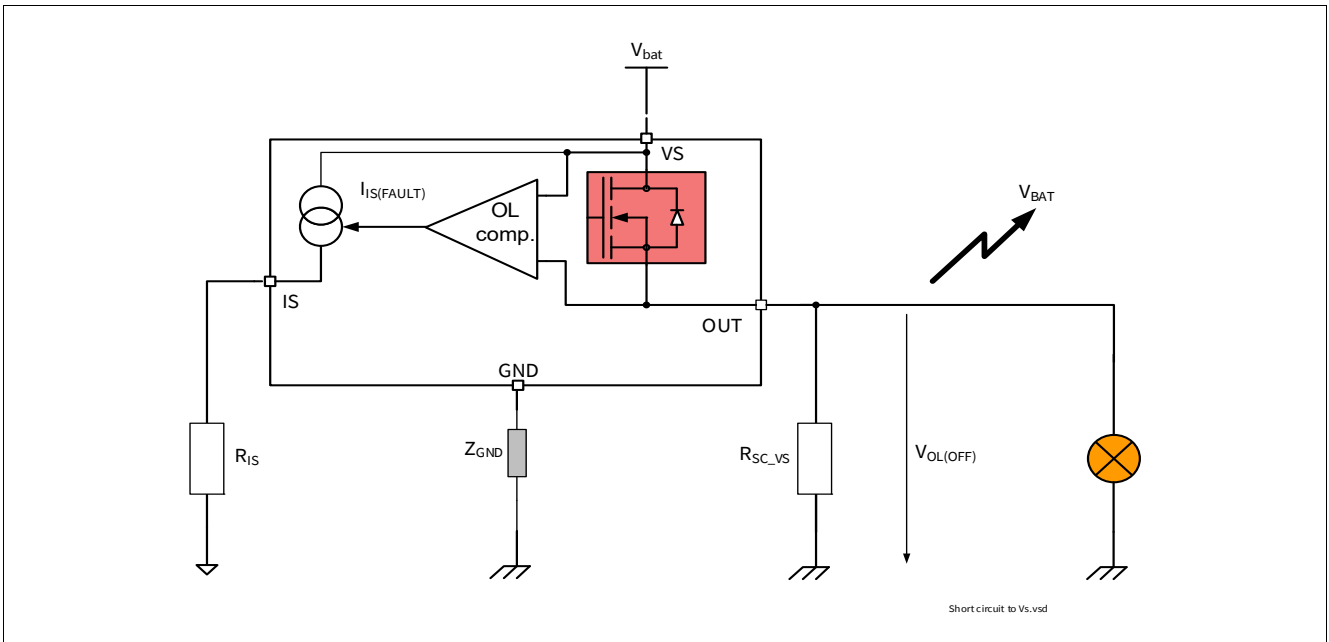 Vbat
VS
IIS(FAULT)
OL
comp.
VBAT
IS
OUT
GND
RIS
ZGND
RSC_VS
VOL(OFF)
Short circuit to Vs.vsd